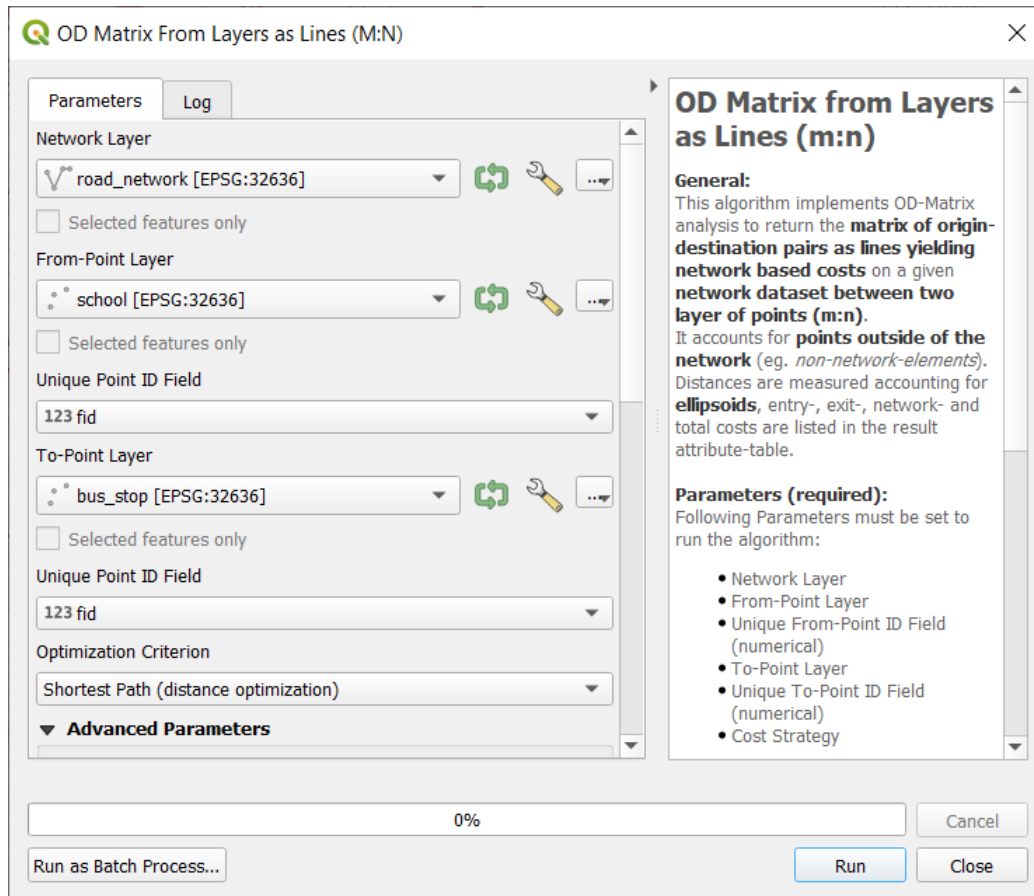 OD Matrix From Layers as Lines (M:N)
Parameters
Log
Network Layer
road_network [EPSG:32636]
...
Selected features only
From-Point Layer
school [EPSG:32636]
...
Selected features only
Unique Point ID Field
123 fid
To-Point Layer
bus_stop [EPSG:32636]
...
Selected features only
Unique Point ID Field
123 fid
Optimization Criterion
Shortest Path (distance optimization)
Advanced Parameters
OD Matrix from Layers
as Lines (m:n)
General:
This algorithm implements OD-Matrix
analysis to return the matrix of origin-
destination pairs as lines yielding
network based costs on a given
network dataset between two
layer of points (m:n).
It accounts for points outside of the
network (eg. non-network-elements).
Distances are measured accounting for
ellipsoids, entry-, exit-, network- and
total costs are listed in the result
attribute-table.
Parameters (required):
Following Parameters must be set to
run the algorithm:
• Network Layer
• From-Point Layer
• Unique From-Point ID Field
(numerical)
• To-Point Layer
• Unique To-Point ID Field
(numerical)
• Cost Strategy
0%
Cancel
Run as Batch Process...
Run
Close